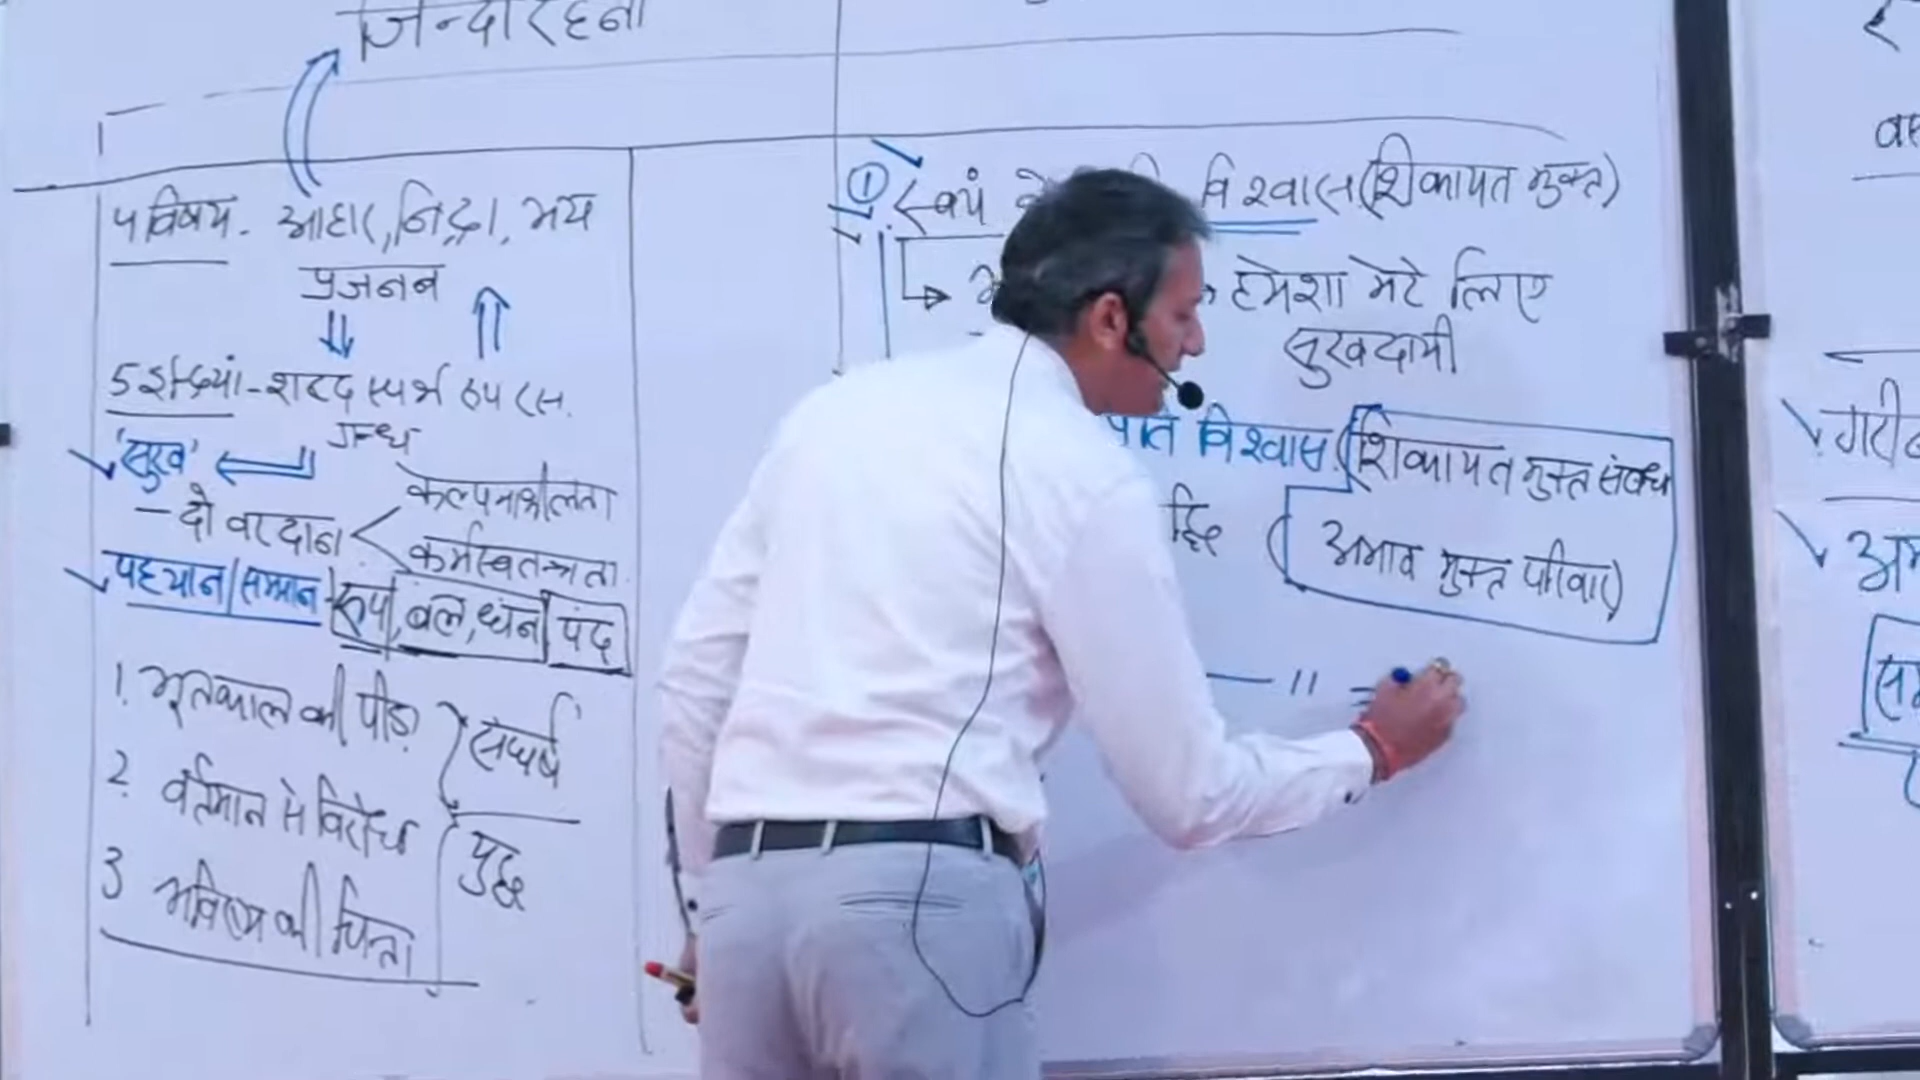 जिन्दा रहना
4 विषय - आहार, निद्रा, भय
प्रजनन
5 इन्द्रियां - शब्द स्पर्श रूप रस.
गन्ध
'सुख'
- दो वरदान < कल्पनाशीलता
कर्मस्वतन्त्रता
पहचान/सम्मान - रूप, बल, धन पद
1. भूतकाल की पीड़ा
संघर्ष
2. वर्तमान से विरोध
युद्ध
3 भविष्य की चिन्ता
① स्वयं विश्वास (शिकायत मुक्त)
हमेशा मेरे लिए
सुखदायी
विश्वास (शिकायत मुक्त संबन्ध
अभाव मुक्त परिवार)
— " =